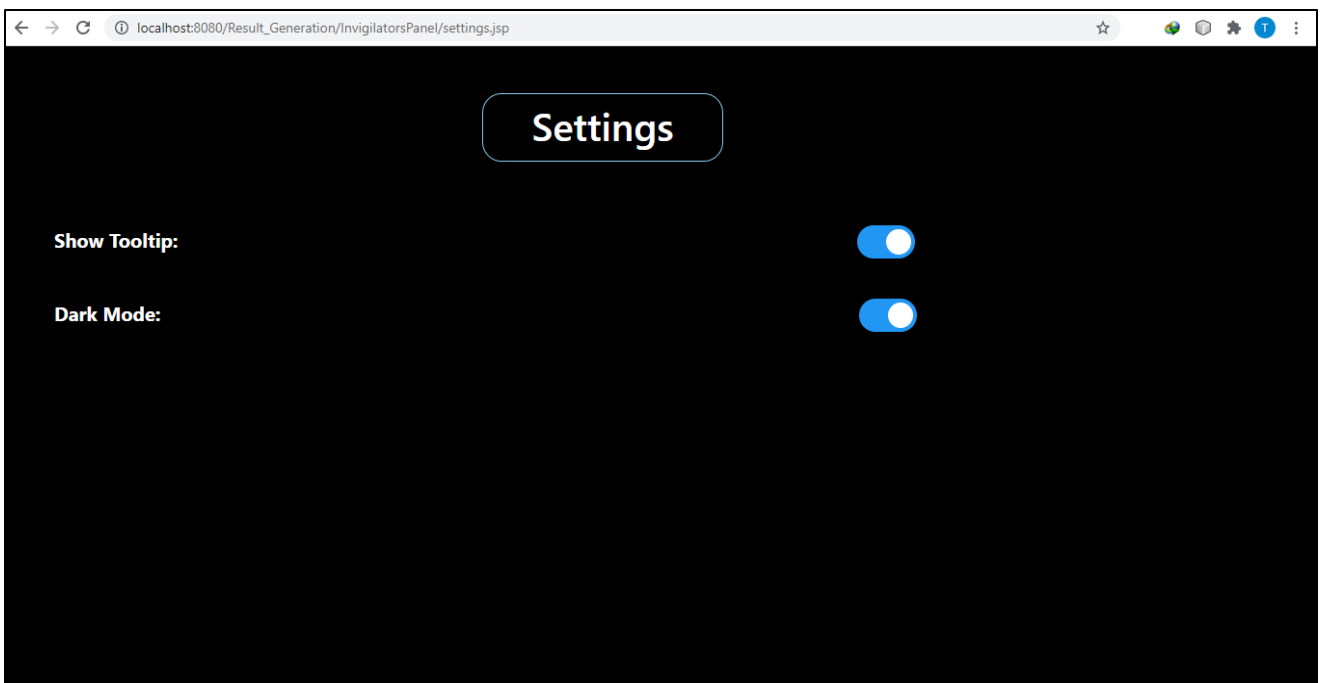 localhost:8080/Result_Generation/InvigilatorsPanel/settings.jsp
T
Settings
Show Tooltip:
Dark Mode: